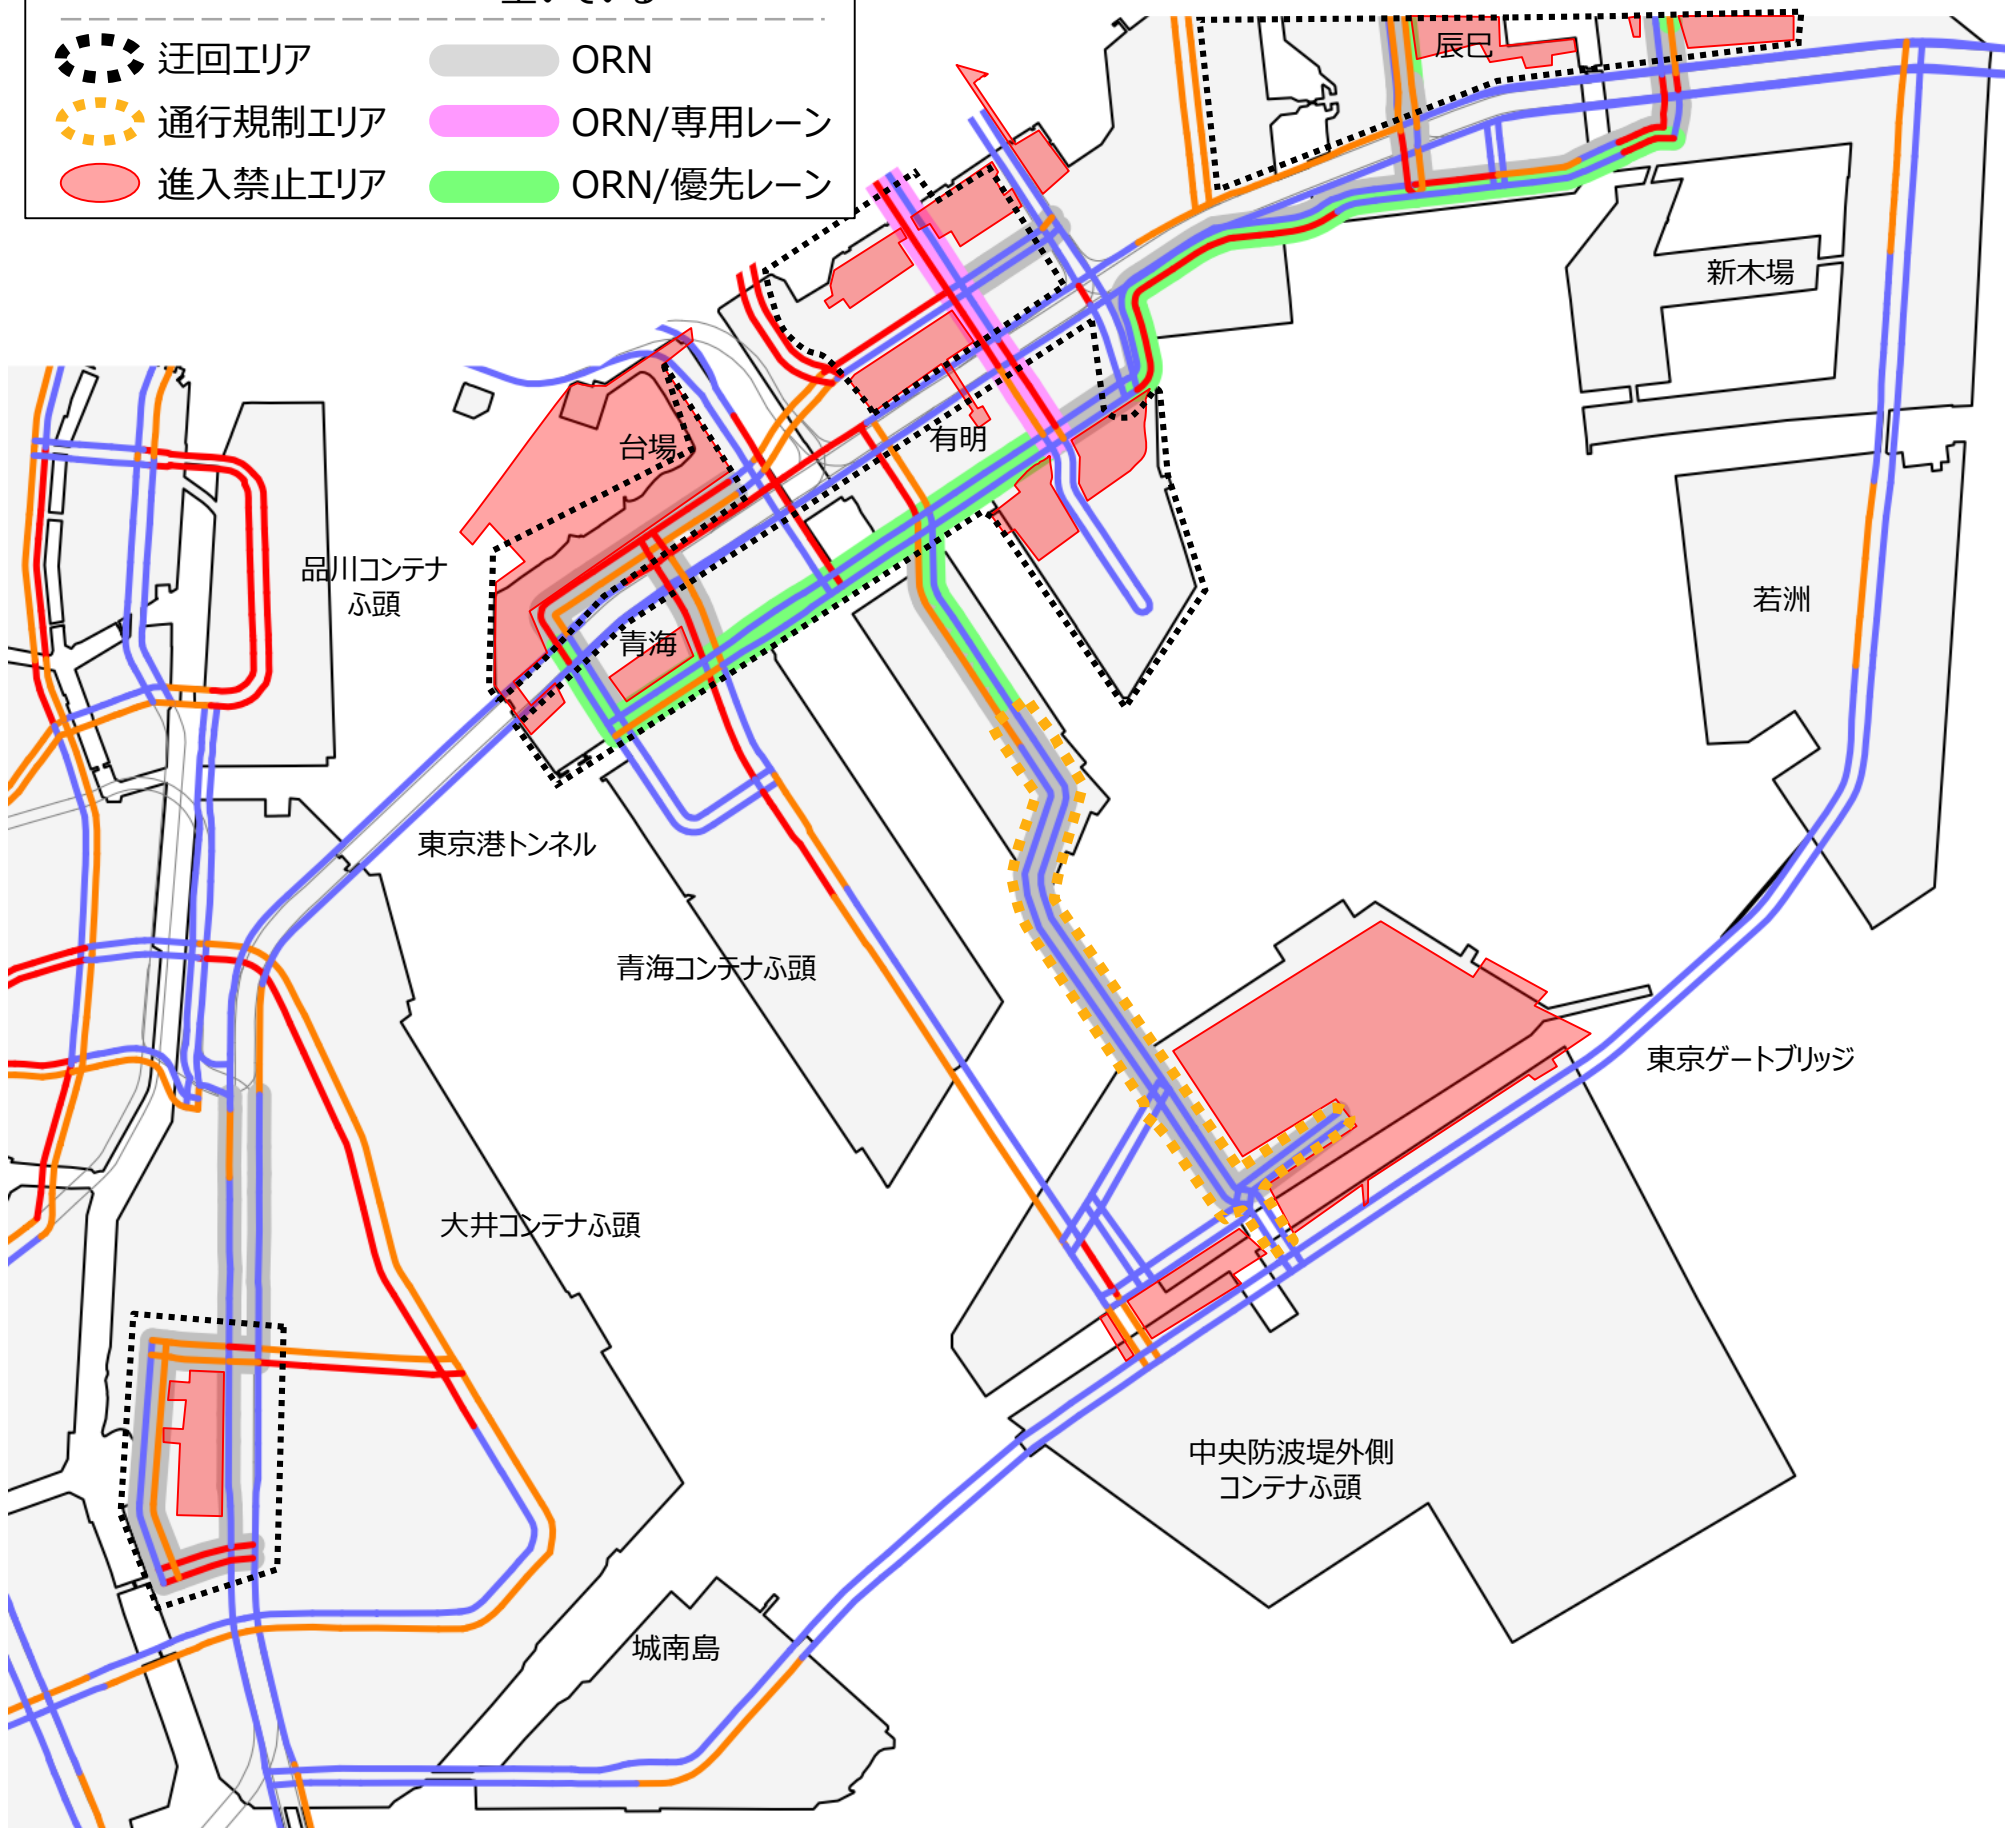 空いている
迂回エリア
ORN
通行規制エリア
ORN/専用レーン
進入禁止エリア
ORN/優先レーン
辰巳
新木場
台場
有明
品川コンテナ
ふ頭
青海
若洲
東京港トンネル
青海コンテナふ頭
東京ゲートブリッジ
大井コンテナふ頭
中央防波堤外側
コンテナふ頭
城南島